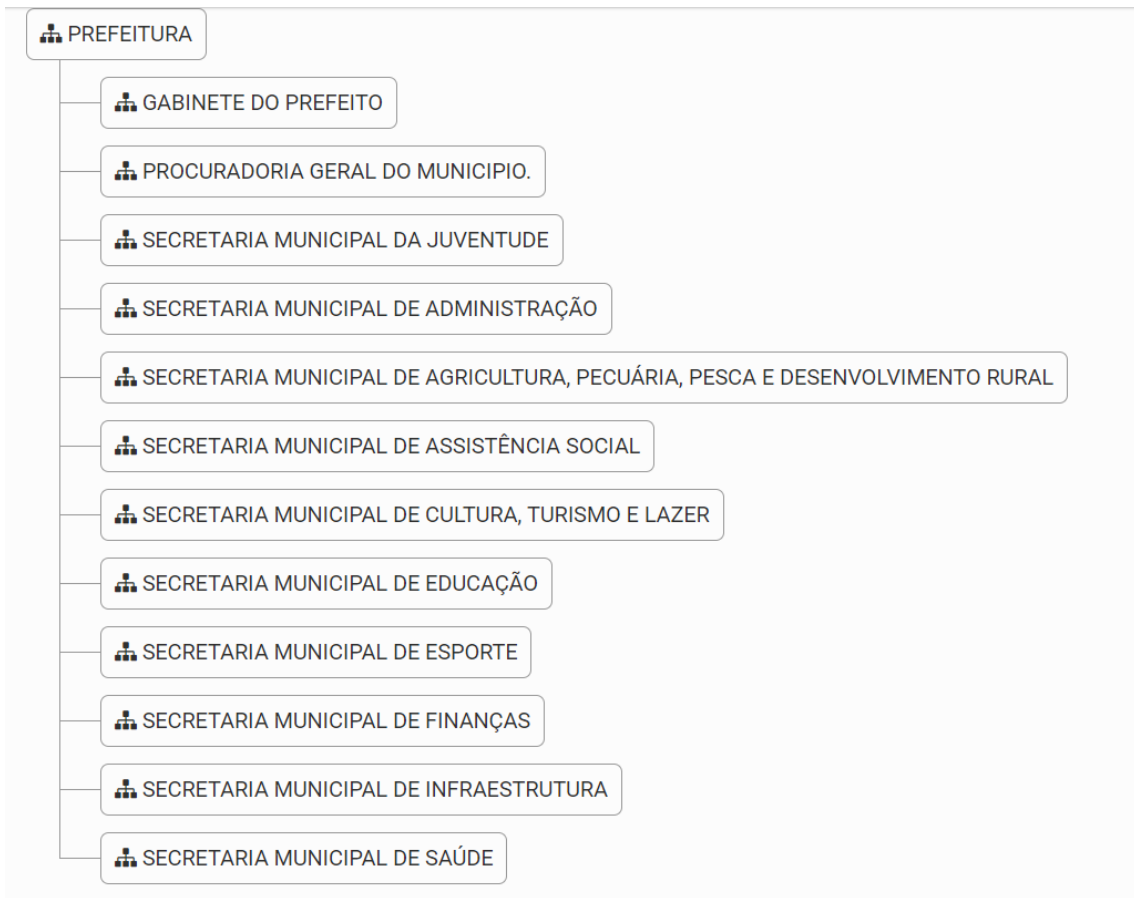 PREFEITURA
GABINETE DO PREFEITO
PROCURADORIA GERAL DO MUNICIPIO.
SECRETARIA MUNICIPAL DA JUVENTUDE
SECRETARIA MUNICIPAL DE ADMINISTRAÇÃO
SECRETARIA MUNICIPAL DE AGRICULTURA, PECUÁRIA, PESCA E DESENVOLVIMENTO RURAL
SECRETARIA MUNICIPAL DE ASSISTÊNCIA SOCIAL
SECRETARIA MUNICIPAL DE CULTURA, TURISMO E LAZER
SECRETARIA MUNICIPAL DE EDUCAÇÃO
SECRETARIA MUNICIPAL DE ESPORTE
SECRETARIA MUNICIPAL DE FINANÇAS
SECRETARIA MUNICIPAL DE INFRAESTRUTURA
SECRETARIA MUNICIPAL DE SAÚDE